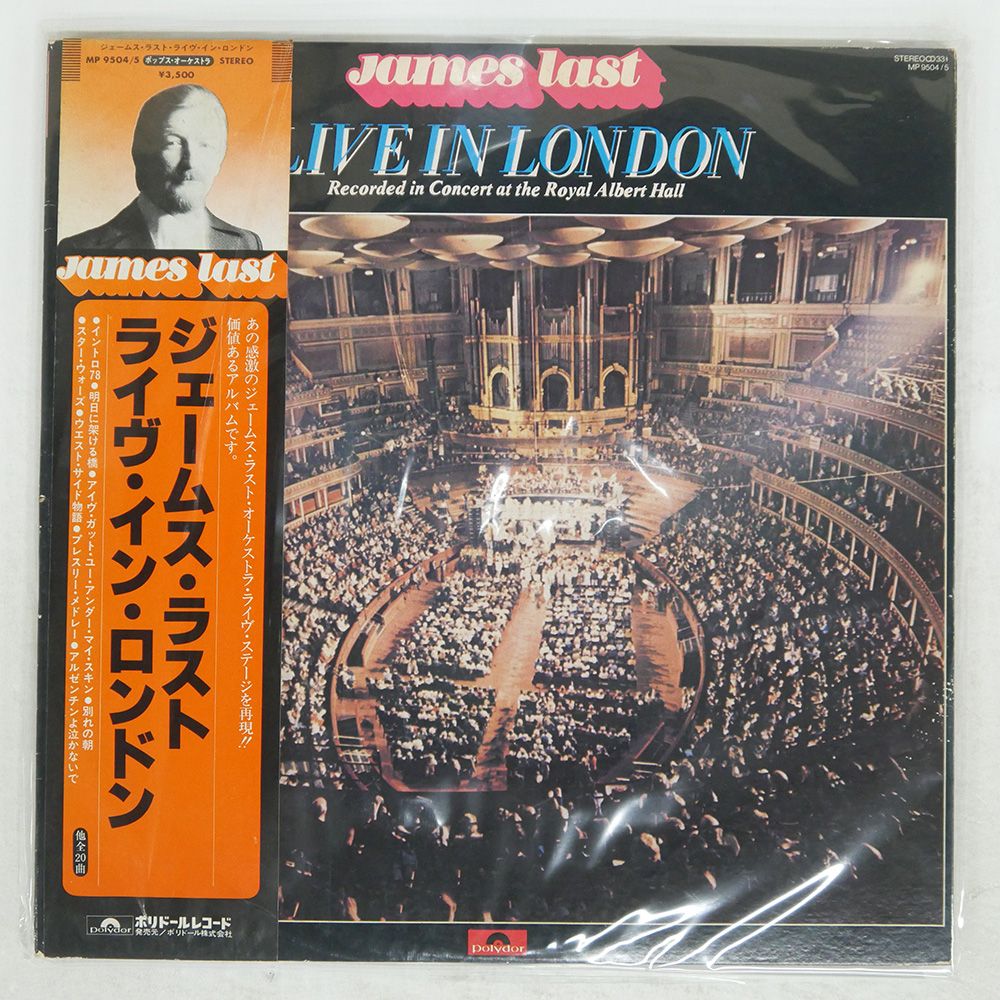 ジェームス・ラスト・ライヴ・イン・ロンドン
MP 9504/5 ポップス・オーケストラ STEREO
¥3,500
james last
ジェームス・ラスト
ライヴ・イン・ロンドン
あの感激のジェームス・ラスト・オーケストラ・ライヴ・ステージを再現!!
価値あるアルバムです。
●イントロ78●明日に架ける橋●アイヴ・ガット・ユー・アンダー・マイ・スキン●別れの朝
●スター・ウォーズ●ウエスト・サイド物語●プレスリー・メドレー●アルゼンチンよ泣かないで
他全20曲
polydor
ポリドールレコード
発売元/ポリドール株式会社
james last
STEREO CD33⅓
MP 9504/5
LIVE IN LONDON
Recorded in Concert at the Royal Albert Hall
polydor